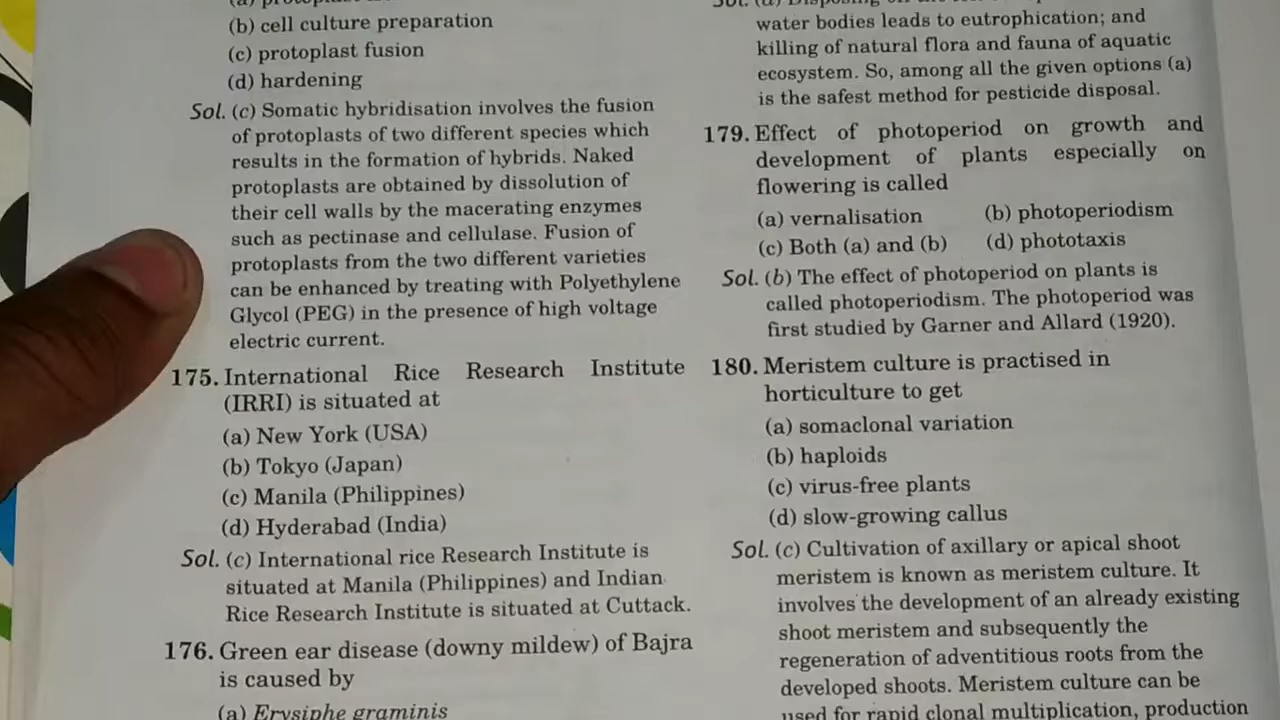 (b) cell culture preparation
(c) protoplast fusion
(d) hardening
Sol. (c) Somatic hybridisation involves the fusion
of protoplasts of two different species which
results in the formation of hybrids. Naked
protoplasts are obtained by dissolution of
their cell walls by the macerating enzymes
such as pectinase and cellulase. Fusion of
protoplasts from the two different varieties
can be enhanced by treating with Polyethylene
Glycol (PEG) in the presence of high voltage
electric current.
175. International Rice Research Institute
(IRRI) is situated at
(a) New York (USA)
(b) Tokyo (Japan)
(c) Manila (Philippines)
(d) Hyderabad (India)
Sol. (c) International rice Research Institute is
situated at Manila (Philippines) and Indian
Rice Research Institute is situated at Cuttack.
176. Green ear disease (downy mildew) of Bajra
is caused by
(a) Erysiphe graminis
water bodies leads to eutrophication; and
killing of natural flora and fauna of aquatic
ecosystem. So, among all the given options (a)
is the safest method for pesticide disposal.
179. Effect of photoperiod on growth and
development of plants especially on
flowering is called
(a) vernalisation (b) photoperiodism
(c) Both (a) and (b) (d) phototaxis
Sol. (b) The effect of photoperiod on plants is
called photoperiodism. The photoperiod was
first studied by Garner and Allard (1920).
180. Meristem culture is practised in
horticulture to get
(a) somaclonal variation
(b) haploids
(c) virus-free plants
(d) slow-growing callus
Sol. (c) Cultivation of axillary or apical shoot
meristem is known as meristem culture. It
involves the development of an already existing
shoot meristem and subsequently the
regeneration of adventitious roots from the
developed shoots. Meristem culture can be
used for rapid clonal multiplication, production